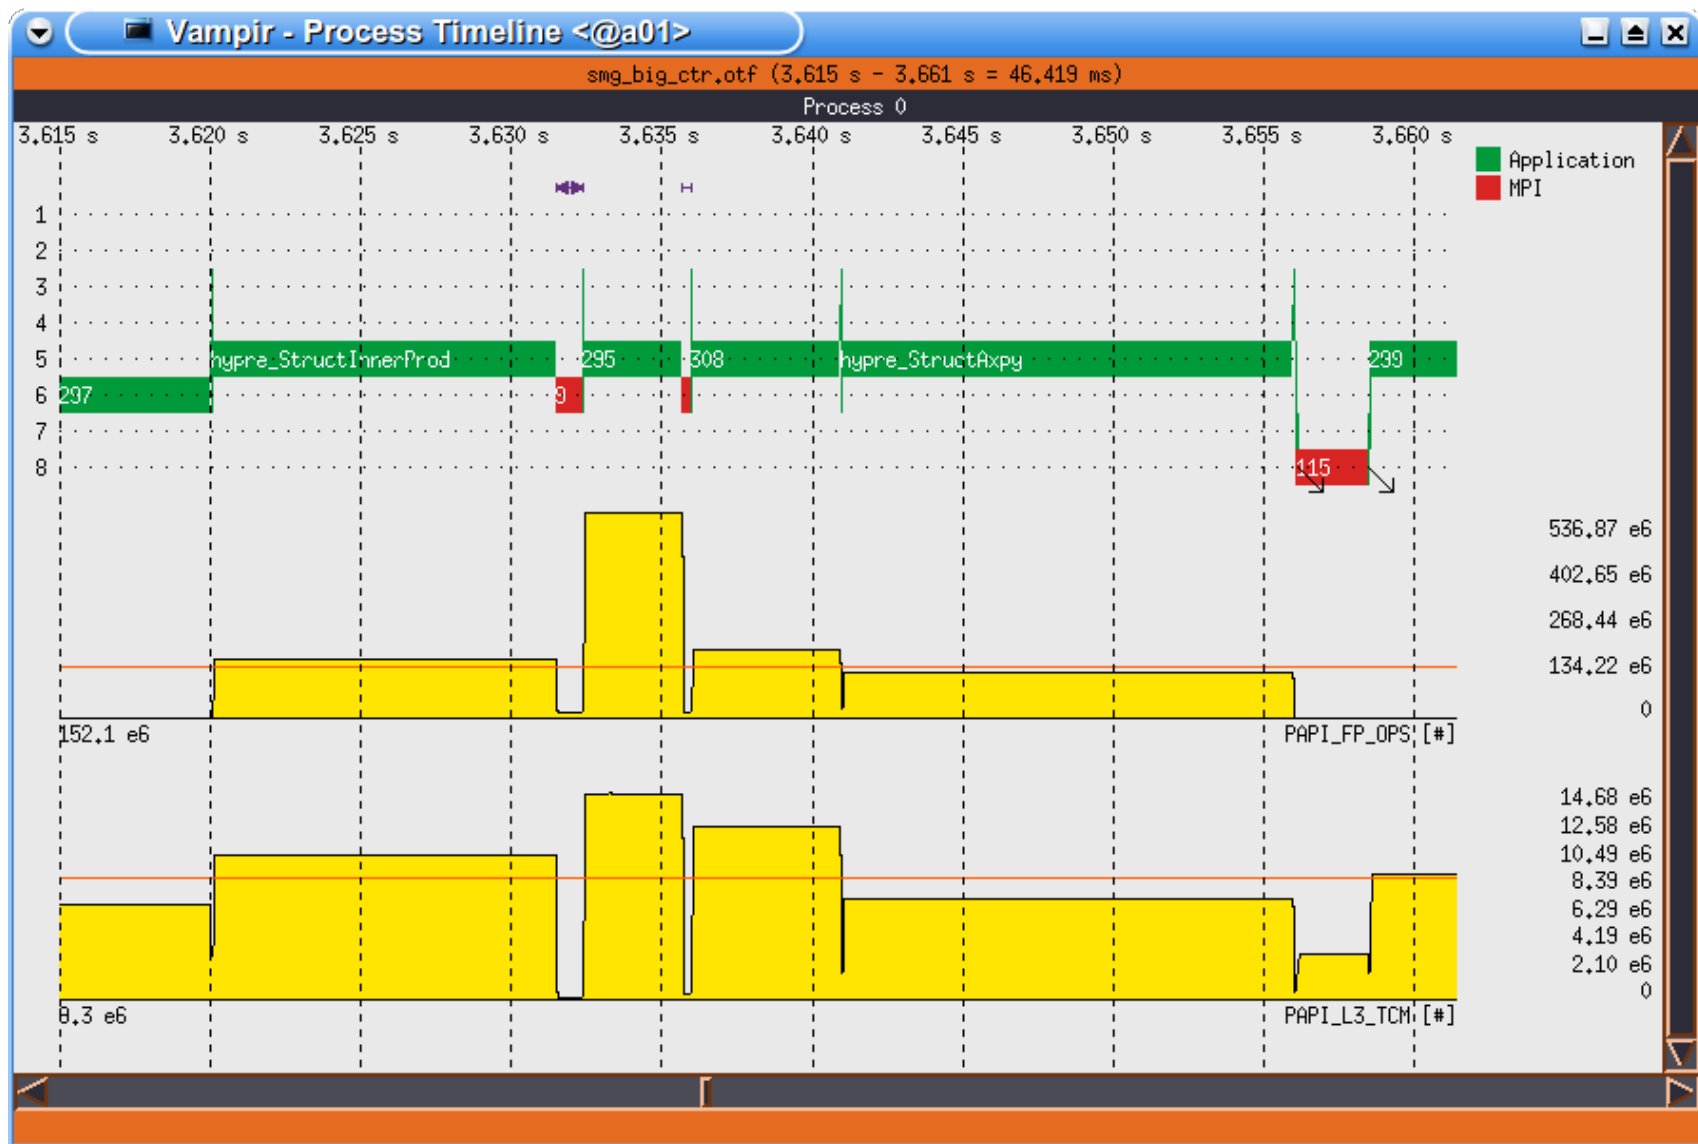 Vampir - Process Timeline <@a01>
smg_big_ctr.otf (3.615 s - 3.661 s = 46.419 ms)
Process 0
3.615 s 3.620 s 3.625 s 3.630 s 3.635 s 3.640 s 3.645 s 3.650 s 3.655 s 3.660 s
Application
MPI
1
2
3
4
5 hypre_StructInnerProd 295 308 hypre_StructAxpy 299
6 297 9
7
8 115
536.87 e6
402.65 e6
268.44 e6
134.22 e6
0
152.1 e6 PAPI_FP_OPS [#]
14.68 e6
12.58 e6
10.49 e6
8.39 e6
6.29 e6
4.19 e6
2.10 e6
0
8.3 e6 PAPI_L3_TCM [#]